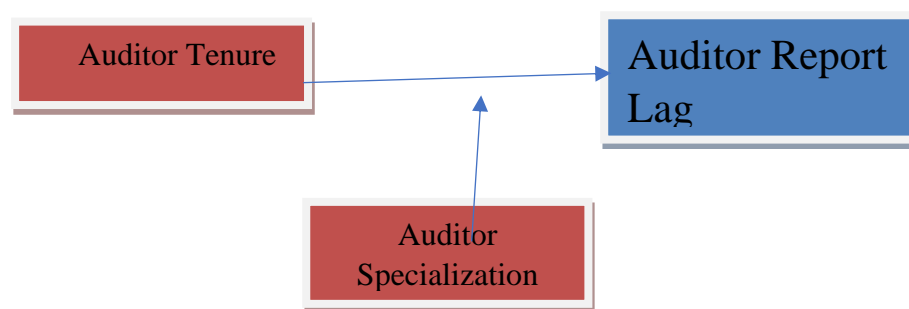 Auditor Tenure
Auditor Report
Lag
Auditor
Specialization